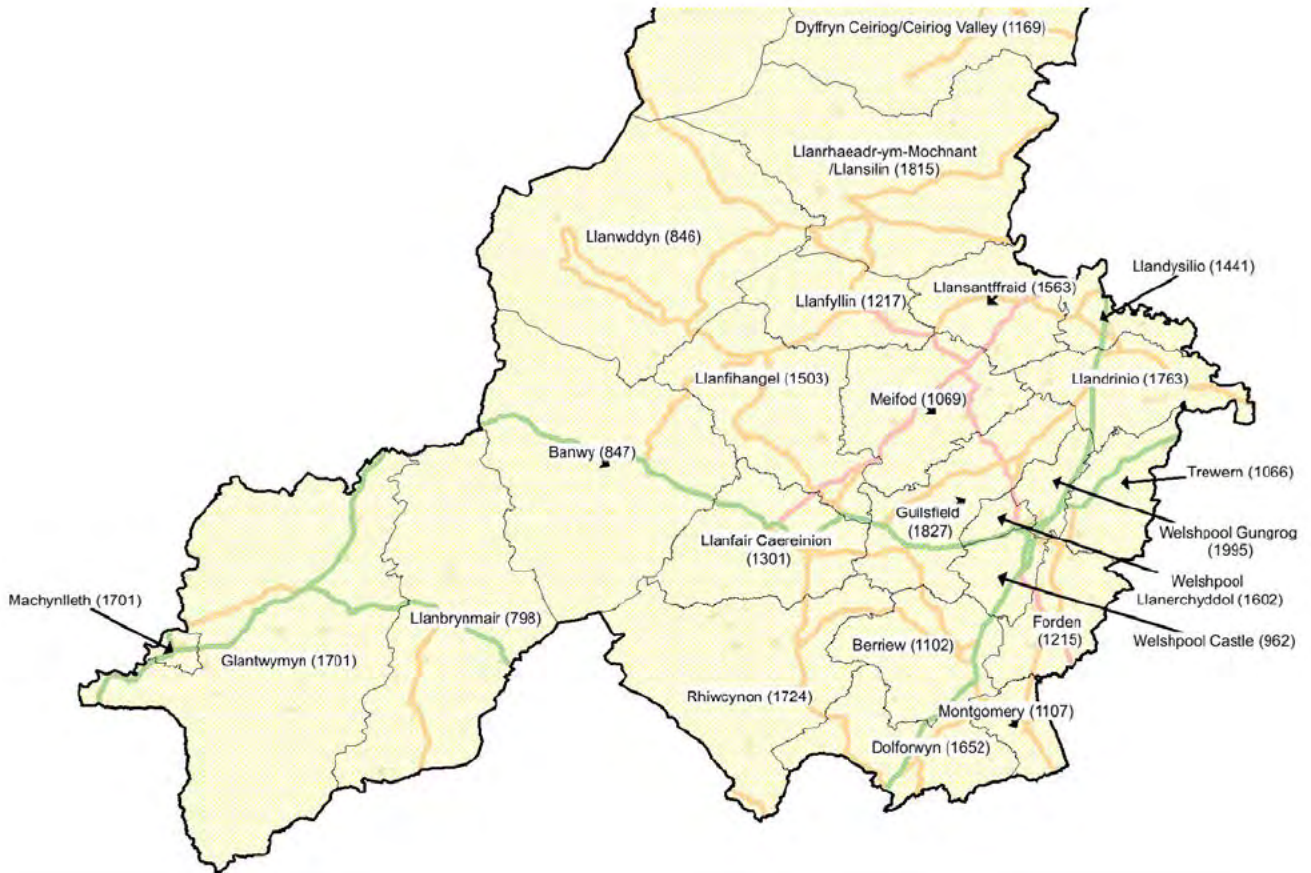 Dyffryn Ceiriog/Ceiriog Valley (1169)
Llanrhaeadr-ym-Mochnant
/Llansilin (1815)
Llanwddyn (846)
Llandysilio (1441)
Llansantffraid (1563)
Llanfyllin (1217)
Llanfihangel (1503)
Llandrinio (1763)
Meifod (1069)
Banwy (847)
Trewern (1066)
Guilsfield
(1827)
Llanfair Caereinion
(1301)
Welshpool Gungrog
(1995)
Welshpool
Llanerchyddol (1602)
Machynlleth (1701)
Llanbrynmair (798)
Forden
(1215)
Welshpool Castle (962)
Berriew (1102)
Glantwymyn (1701)
Rhiwcynon (1724)
Montgomery (1107)
Dolforwyn (1652)